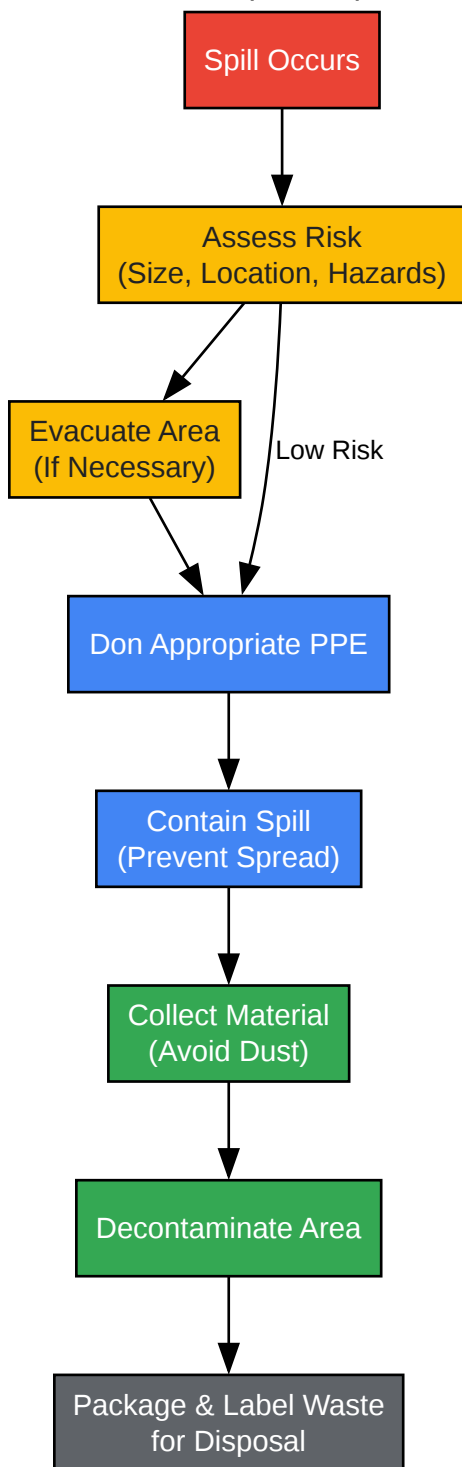 Spill Occurs
Assess Risk
(Size, Location, Hazards)
Evacuate Area
(If Necessary)
Low Risk
Don Appropriate PPE
Contain Spill
(Prevent Spread)
Collect Material
(Avoid Dust)
Decontaminate Area
Package & Label Waste
for Disposal